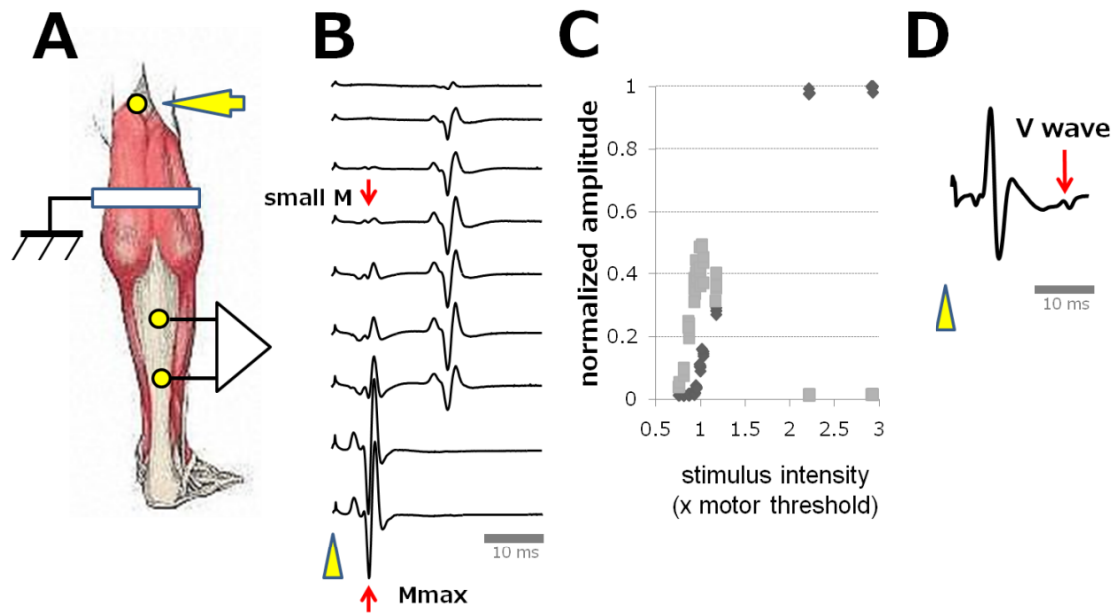 A
B
C
D
small M
Mmax
10 ms
normalized amplitude
1
0.8
0.6
0.4
0.2
0
0.5
1
1.5
2
2.5
3
stimulus intensity
(x motor threshold)
V wave
10 ms